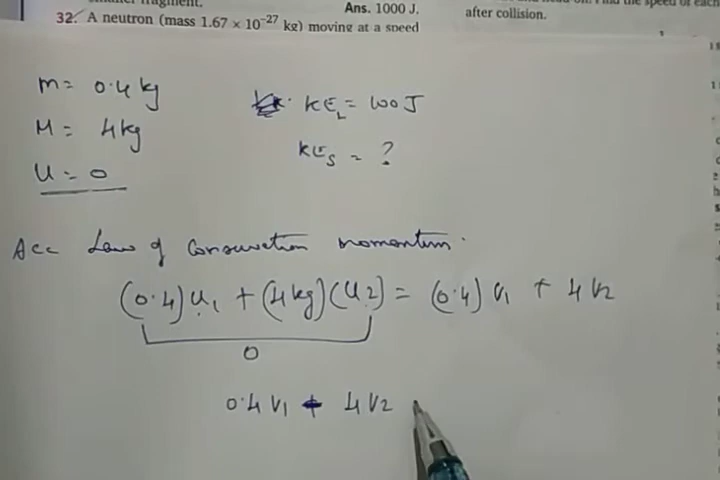 smaller fragment.
Ans. 1000 J.
32. A neutron (mass 1.67 × 10⁻²⁷ kg) moving at a speed
after collision.
m = 0.4 kg
M = 4 kg
U = 0
KE_L = 100 J
KE_S = ?
Acc Law of Conservation momentum.
(0.4) u₁ + (4 kg) (u₂) = (0.4) v₁ + 4 v₂
0
0.4 v₁ + 4 v₂